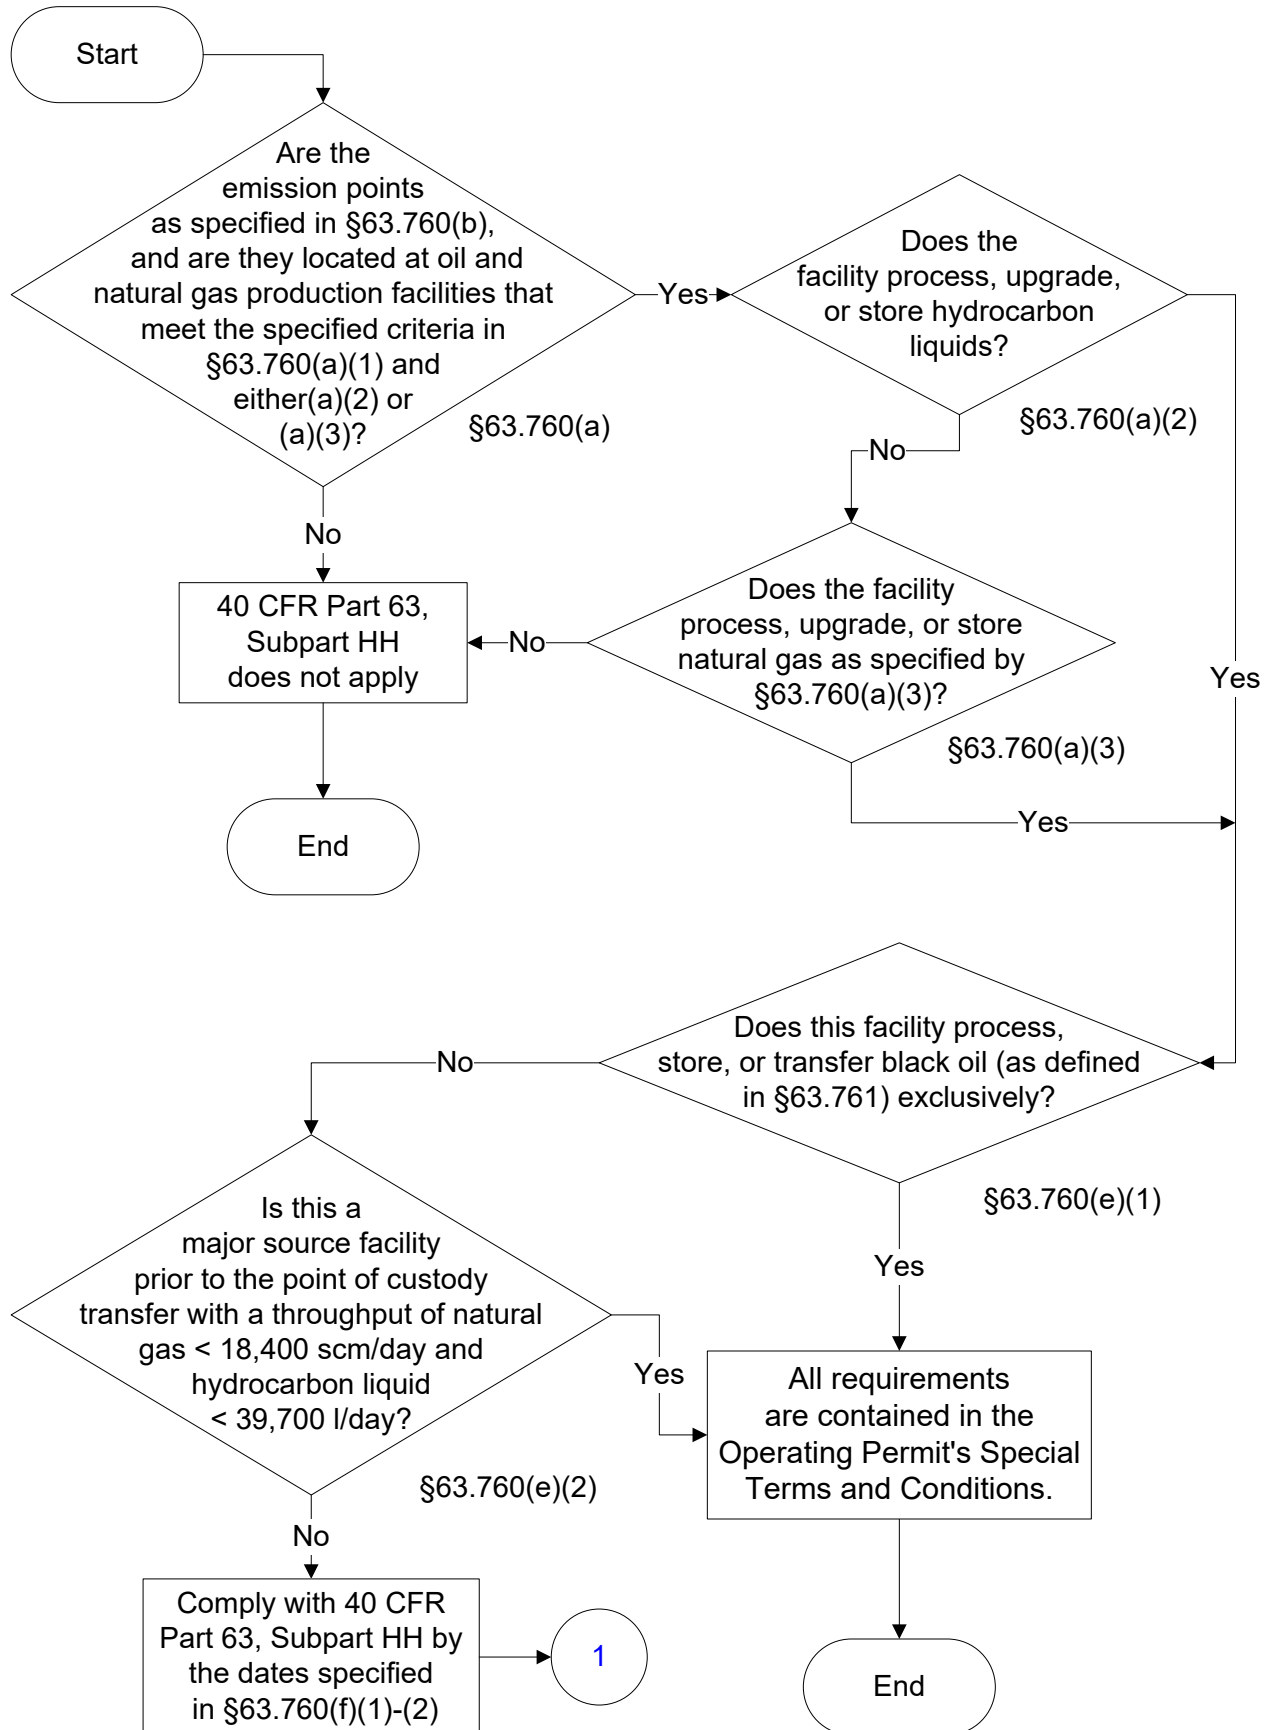 Start
Are the
emission points
as specified in §63.760(b),
and are they located at oil and
natural gas production facilities that
meet the specified criteria in
§63.760(a)(1) and
either(a)(2) or
(a)(3)?
§63.760(a)
Yes
Does the
facility process, upgrade,
or store hydrocarbon
liquids?
§63.760(a)(2)
No
No
40 CFR Part 63,
Subpart HH
does not apply
No
Does the facility
process, upgrade, or store
natural gas as specified by
§63.760(a)(3)?
§63.760(a)(3)
Yes
Yes
End
Does this facility process,
store, or transfer black oil (as defined
in §63.761) exclusively?
§63.760(e)(1)
No
Yes
Is this a
major source facility
prior to the point of custody
transfer with a throughput of natural
gas < 18,400 scm/day and
hydrocarbon liquid
< 39,700 l/day?
§63.760(e)(2)
Yes
All requirements
are contained in the
Operating Permit's Special
Terms and Conditions.
No
Comply with 40 CFR
Part 63, Subpart HH by
the dates specified
in §63.760(f)(1)-(2)
1
End